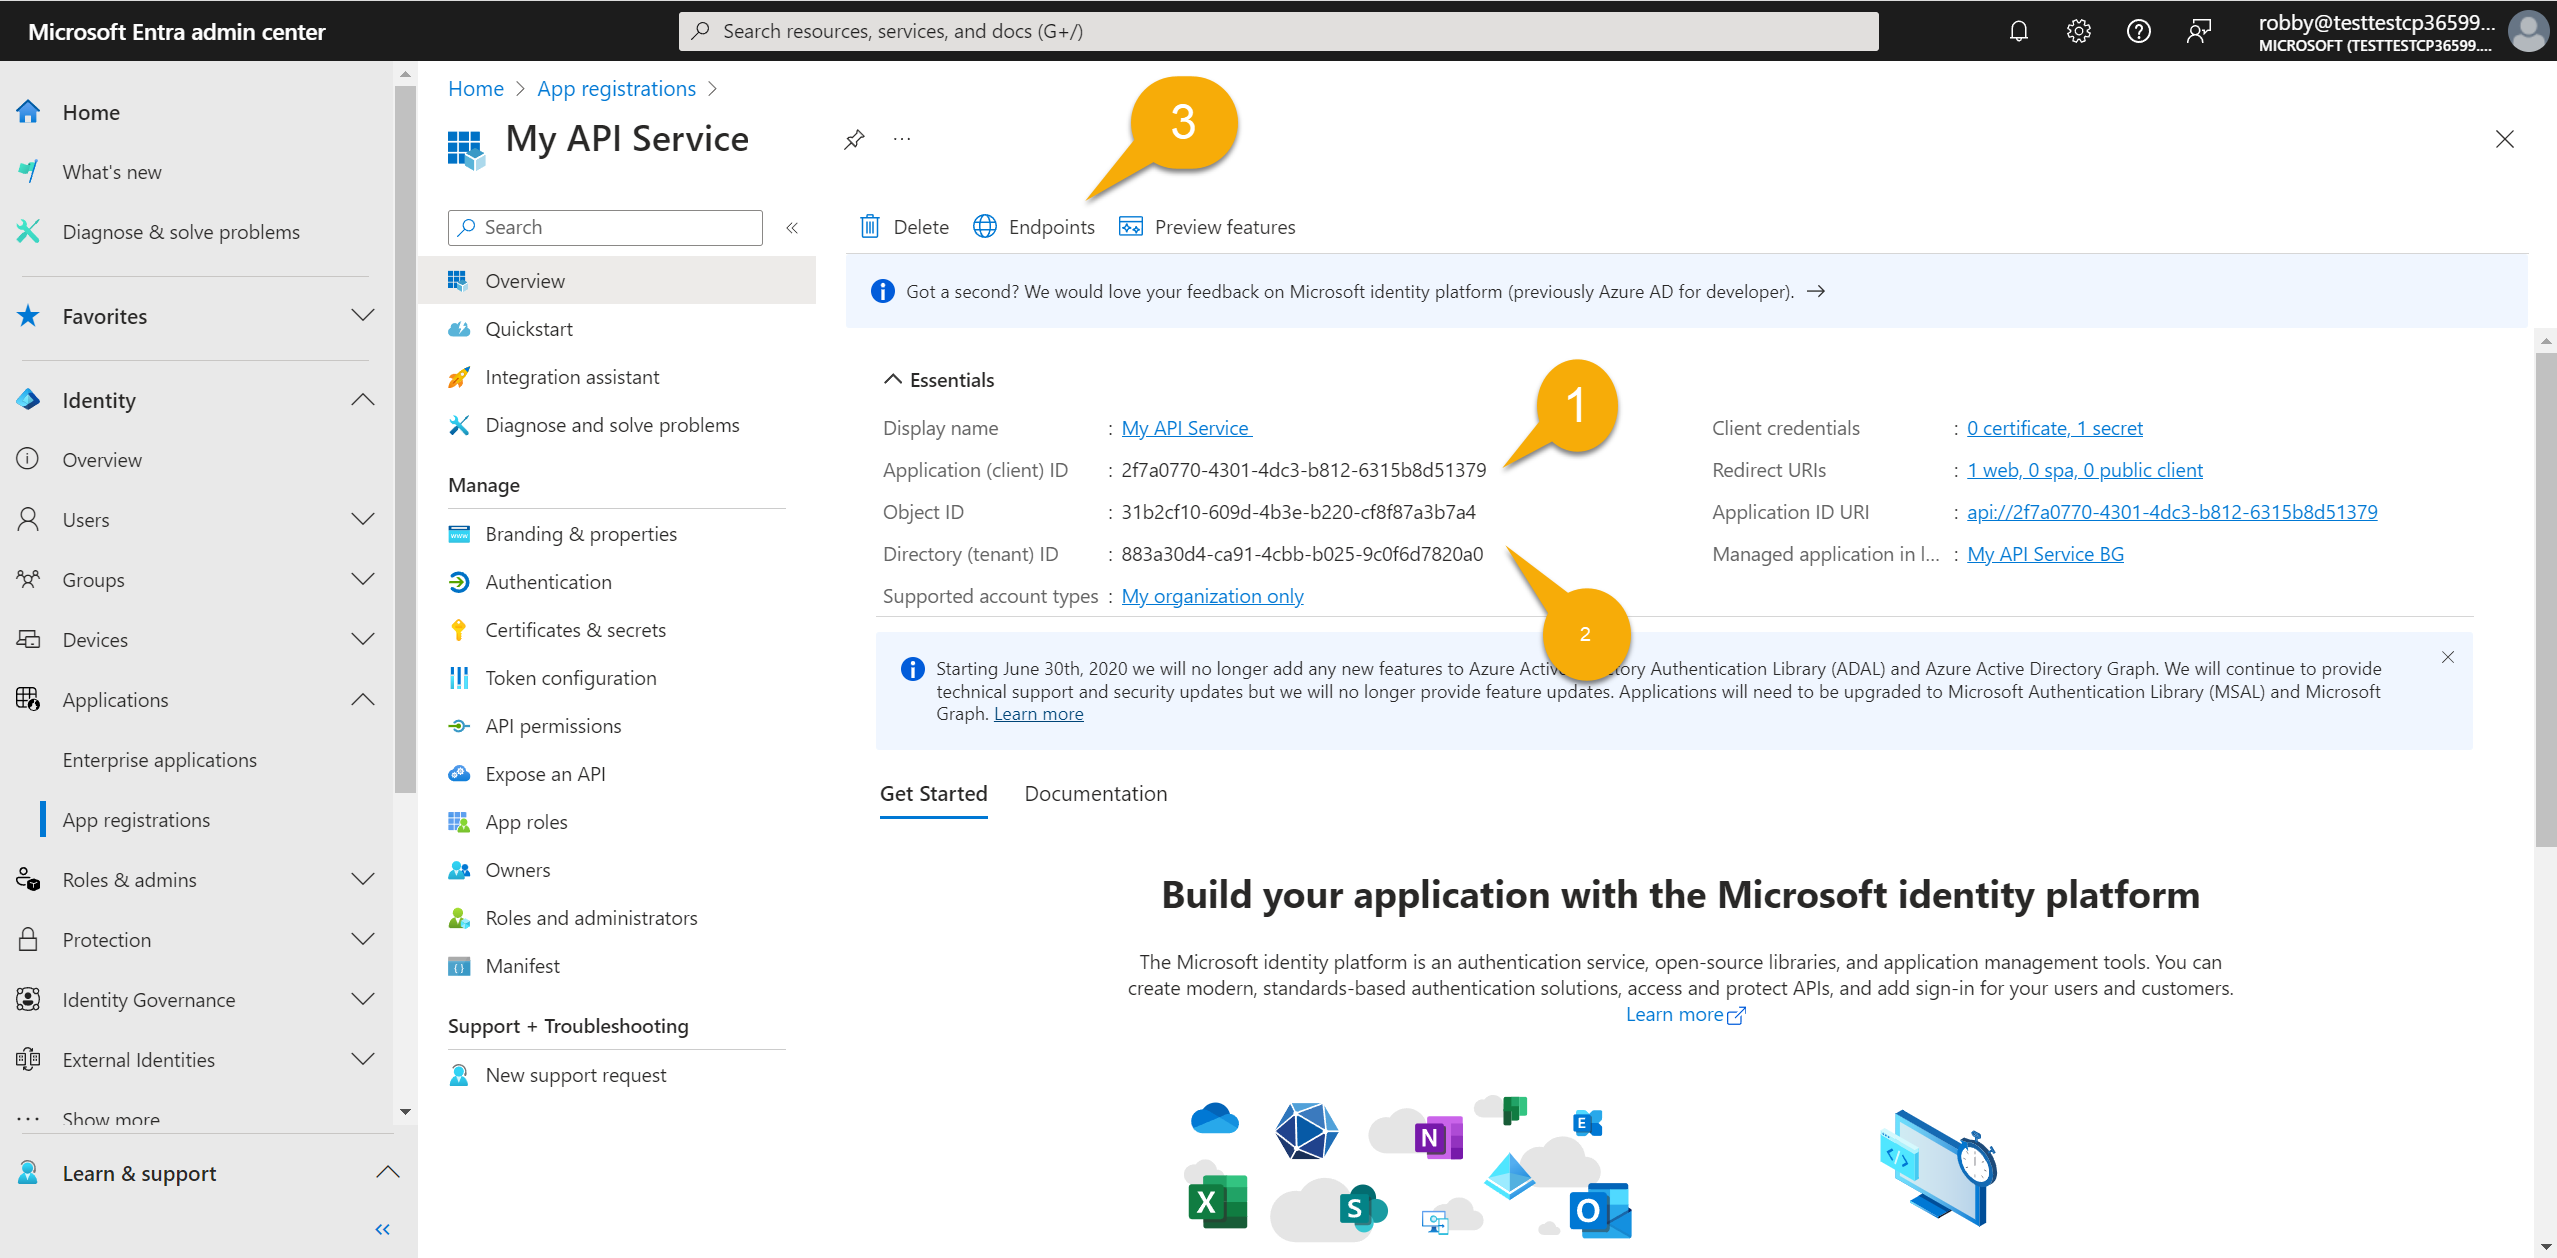 Microsoft Entra admin center
Search resources, services, and docs (G+/)
robby@testtestcp36599...
MICROSOFT (TESTTESTCP36599....
Home
What's new
Diagnose & solve problems
Favorites
Identity
Overview
Users
Groups
Devices
Applications
Enterprise applications
App registrations
Roles & admins
Protection
Identity Governance
External Identities
Show more
Learn & support
Home > App registrations >
My API Service
3
Search
Overview
Quickstart
Integration assistant
Diagnose and solve problems
Manage
Branding & properties
Authentication
Certificates & secrets
Token configuration
API permissions
Expose an API
App roles
Owners
Roles and administrators
Manifest
Support + Troubleshooting
New support request
Delete Endpoints Preview features
Got a second? We would love your feedback on Microsoft identity platform (previously Azure AD for developer). →
Essentials
1
Display name : My API Service
Application (client) ID : 2f7a0770-4301-4dc3-b812-6315b8d51379
Object ID : 31b2cf10-609d-4b3e-b220-cf8f87a3b7a4
Directory (tenant) ID : 883a30d4-ca91-4cbb-b025-9c0f6d7820a0
Supported account types : My organization only
Client credentials : 0 certificate, 1 secret
Redirect URIs : 1 web, 0 spa, 0 public client
Application ID URI : api://2f7a0770-4301-4dc3-b812-6315b8d51379
Managed application in l... : My API Service BG
2
Starting June 30th, 2020 we will no longer add any new features to Azure Authentication Library (ADAL) and Azure Active Directory Graph. We will continue to provide
technical support and security updates but we will no longer provide feature updates. Applications will need to be upgraded to Microsoft Authentication Library (MSAL) and Microsoft
Graph. Learn more
Get Started Documentation
Build your application with the Microsoft identity platform
The Microsoft identity platform is an authentication service, open-source libraries, and application management tools. You can
create modern, standards-based authentication solutions, access and protect APIs, and add sign-in for your users and customers.
Learn more
N
E
X
S
O